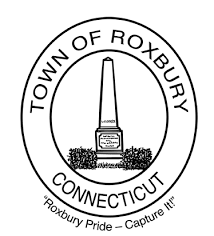 TOWN OF ROXBURY
CONNECTICUT
"Roxbury Pride – Capture It!"